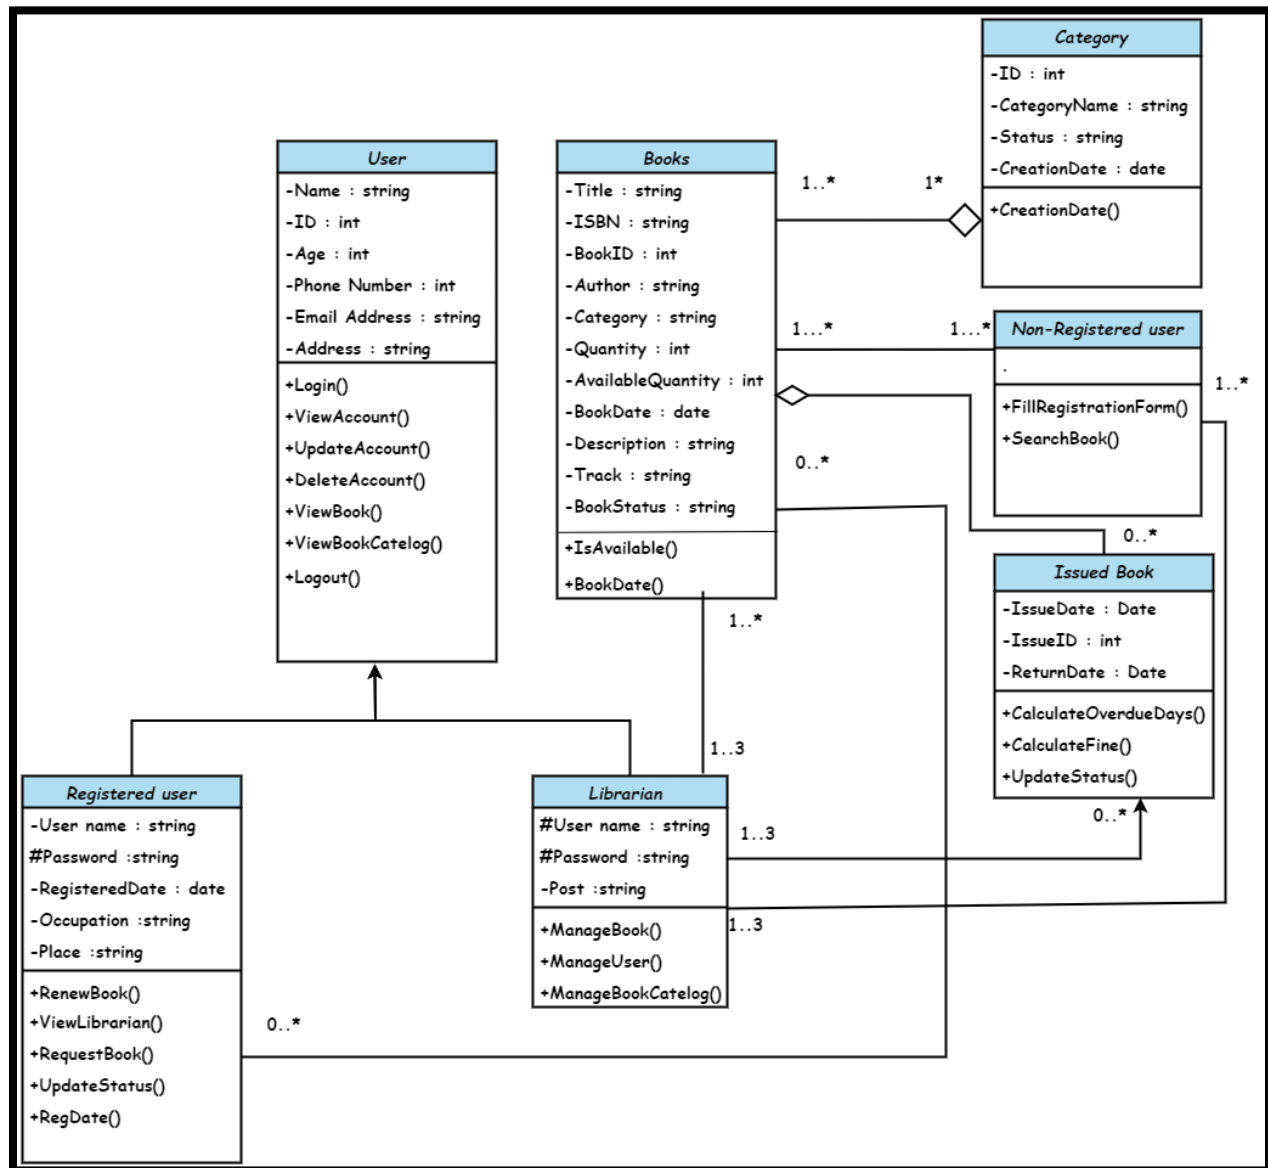 Category
-ID : int
-CategoryName : string
-Status : string
-CreationDate : date
+CreationDate()
User
-Name : string
-ID : int
-Age : int
-Phone Number : int
-Email Address : string
-Address : string
+Login()
+ViewAccount()
+UpdateAccount()
+DeleteAccount()
+ViewBook()
+ViewBookCatelog()
+Logout()
Books
-Title : string
-ISBN : string
-BookID : int
-Author : string
-Category : string
-Quantity : int
-AvailableQuantity : int
-BookDate : date
-Description : string
-Track : string
-BookStatus : string
+IsAvailable()
+BookDate()
1..*
1*
1...*
1...*
0..*
1..*
Non-Registered user
.
+FillRegistrationForm()
+SearchBook()
1..*
0..*
Issued Book
-IssueDate : Date
-IssueID : int
-ReturnDate : Date
+CalculateOverdueDays()
+CalculateFine()
+UpdateStatus()
0..*
1..3
Registered user
-User name : string
#Password :string
-RegisteredDate : date
-Occupation :string
-Place :string
+RenewBook()
+ViewLibrarian()
+RequestBook()
+UpdateStatus()
+RegDate()
0..*
Librarian
#User name : string
#Password :string
-Post :string
+ManageBook()
+ManageUser()
+ManageBookCatelog()
1..3
1..3